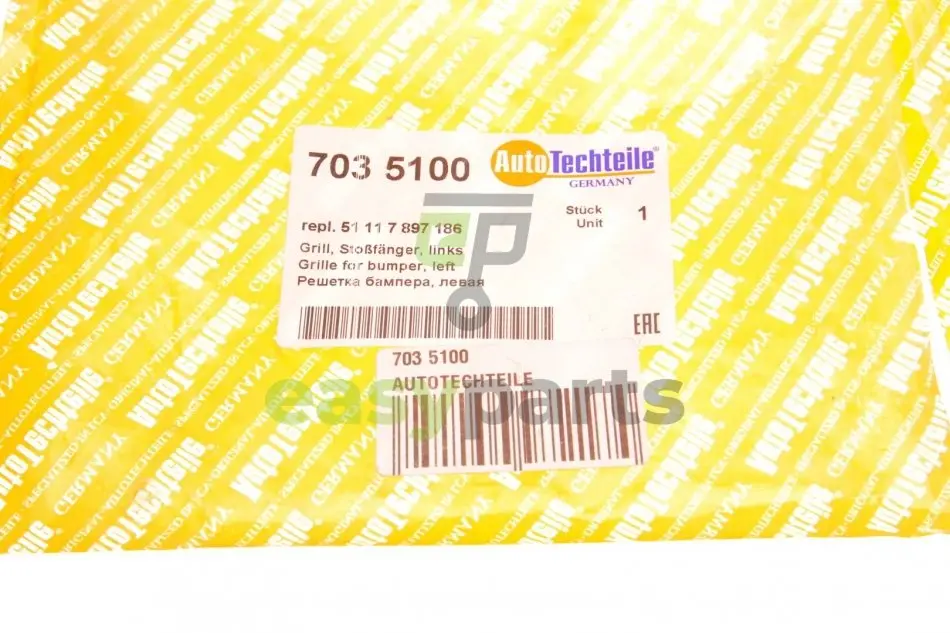 703 5100
AutoTechteile®
GERMANY
repl. 51 11 7 897 186
Stück
Unit
1
Grill, Stoßfänger, links
Grille for bumper, left
Решетка бампера, левая
EAC
703 5100
AUTOTECHTEILE
easyparts